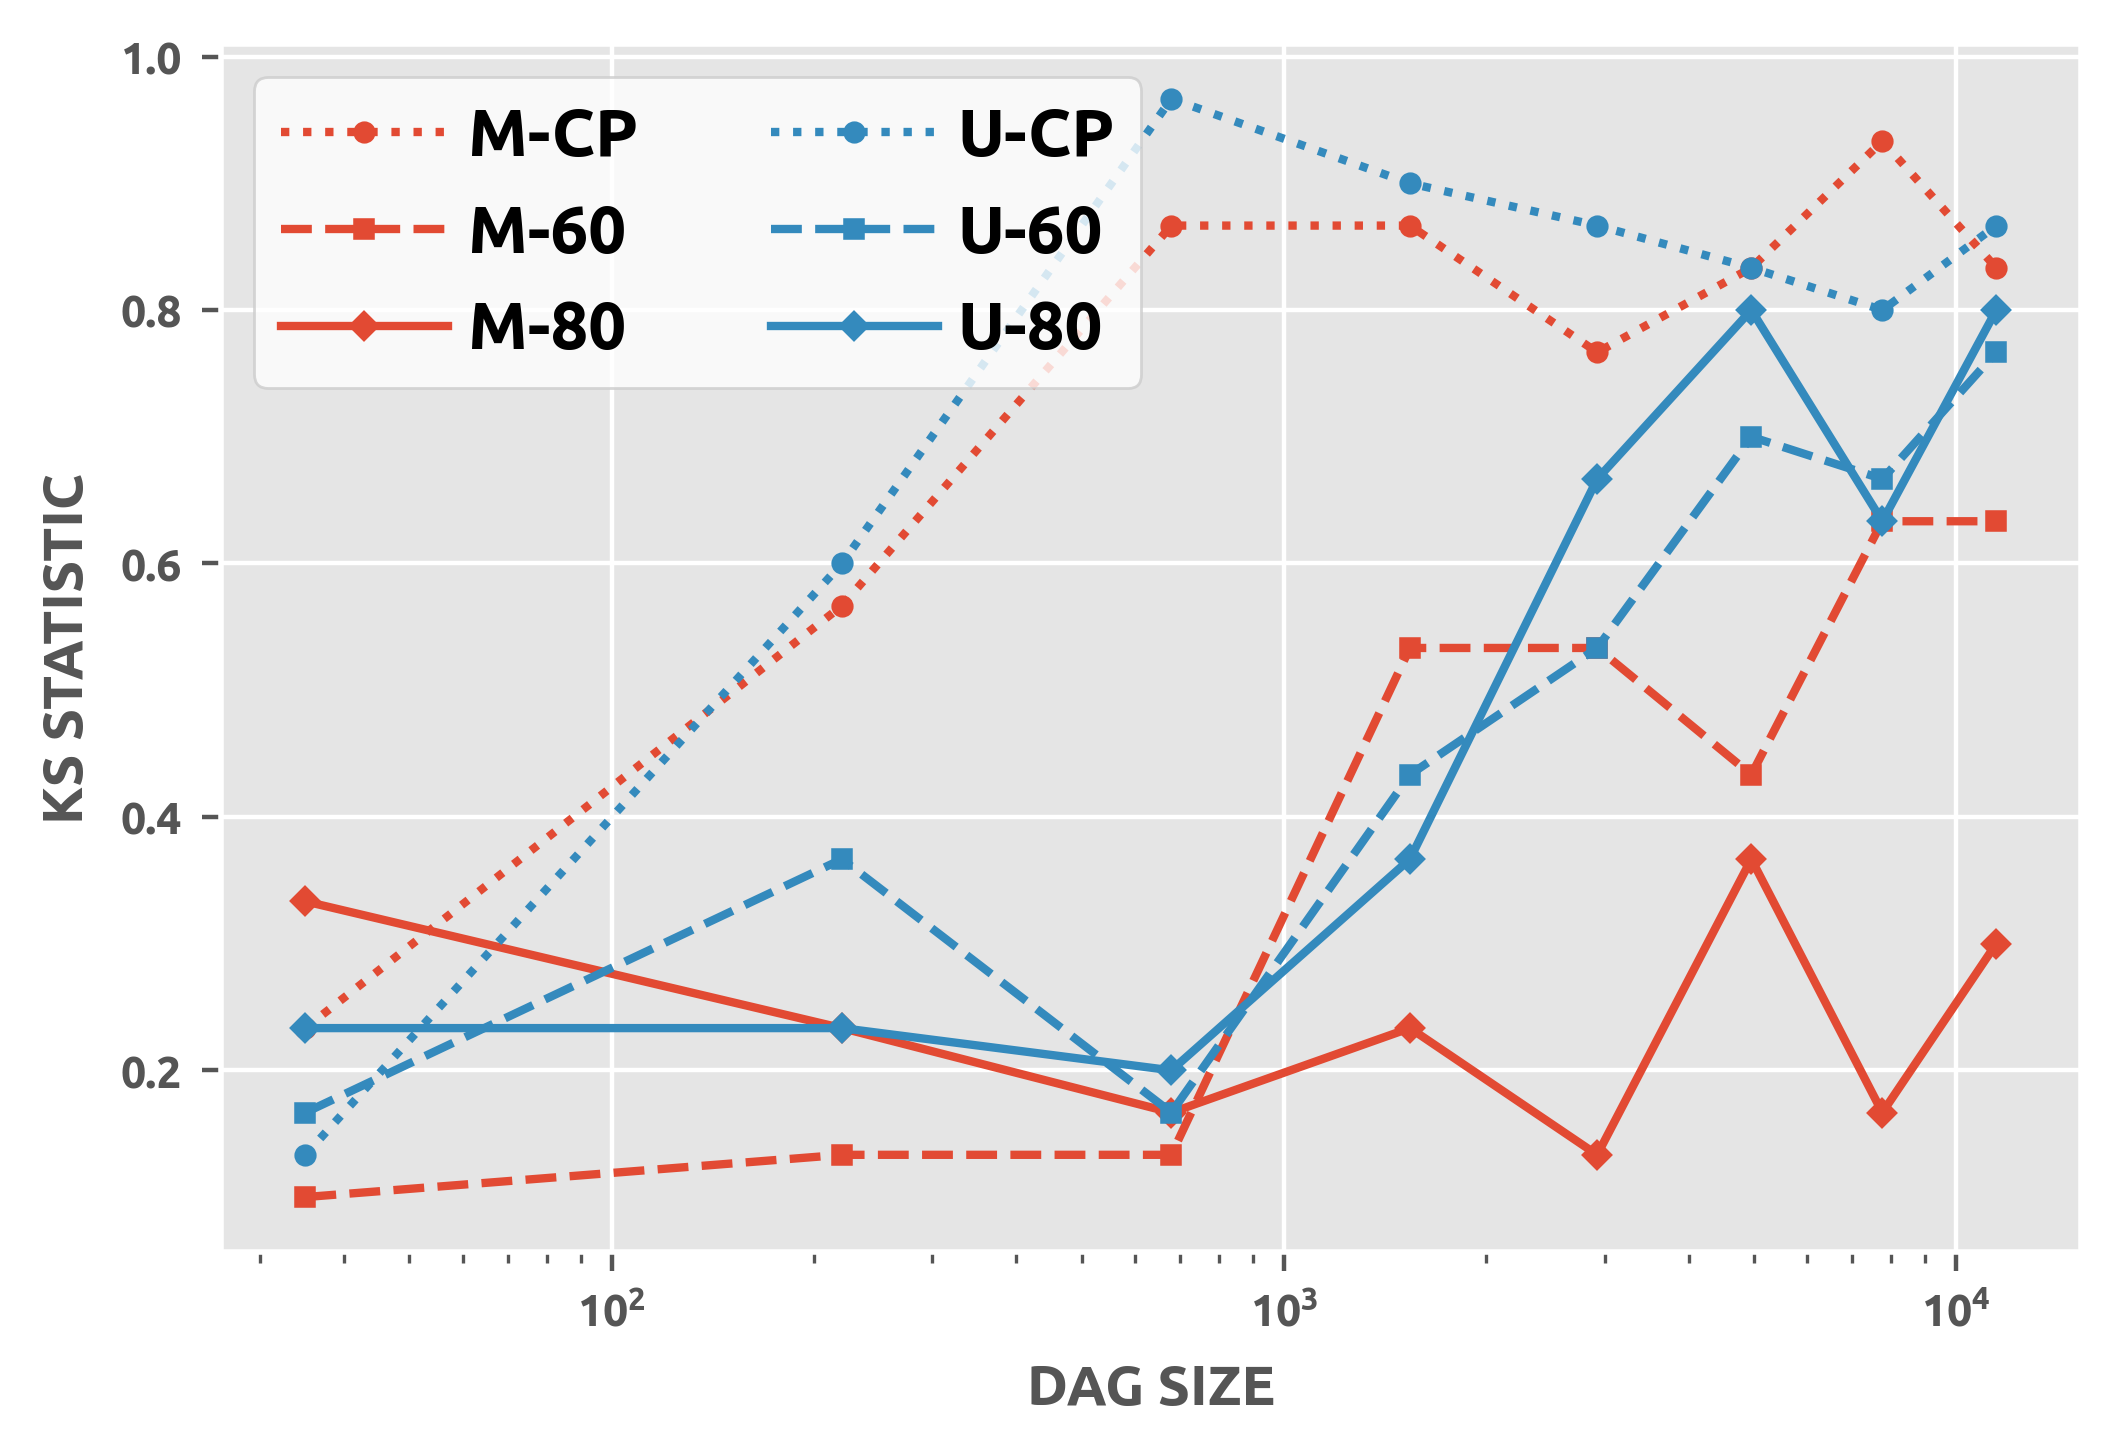 1.0
0.8
0.6
0.4
0.2
KS STATISTIC
M-CP
M-60
M-80
U-CP
U-60
U-80
10²
10³
10⁴
DAG SIZE